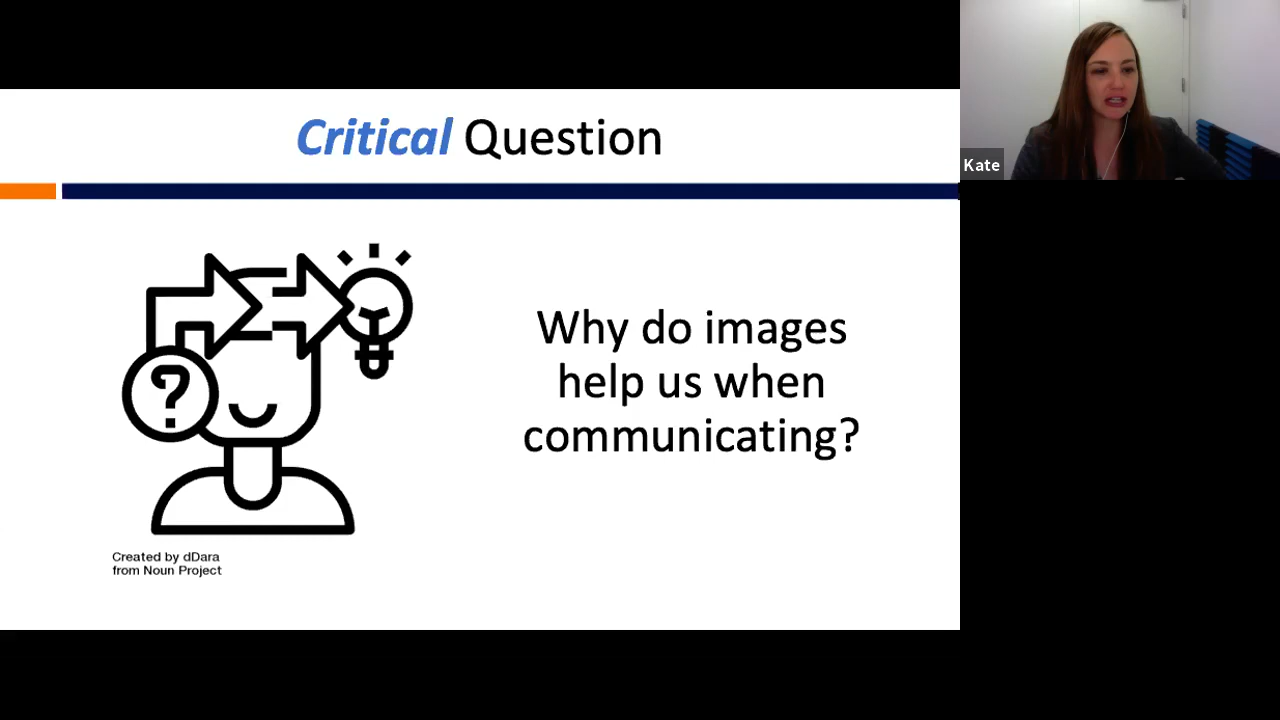 Critical Question
?
Why do images
help us when
communicating?
Created by dDara
from Noun Project
Kate